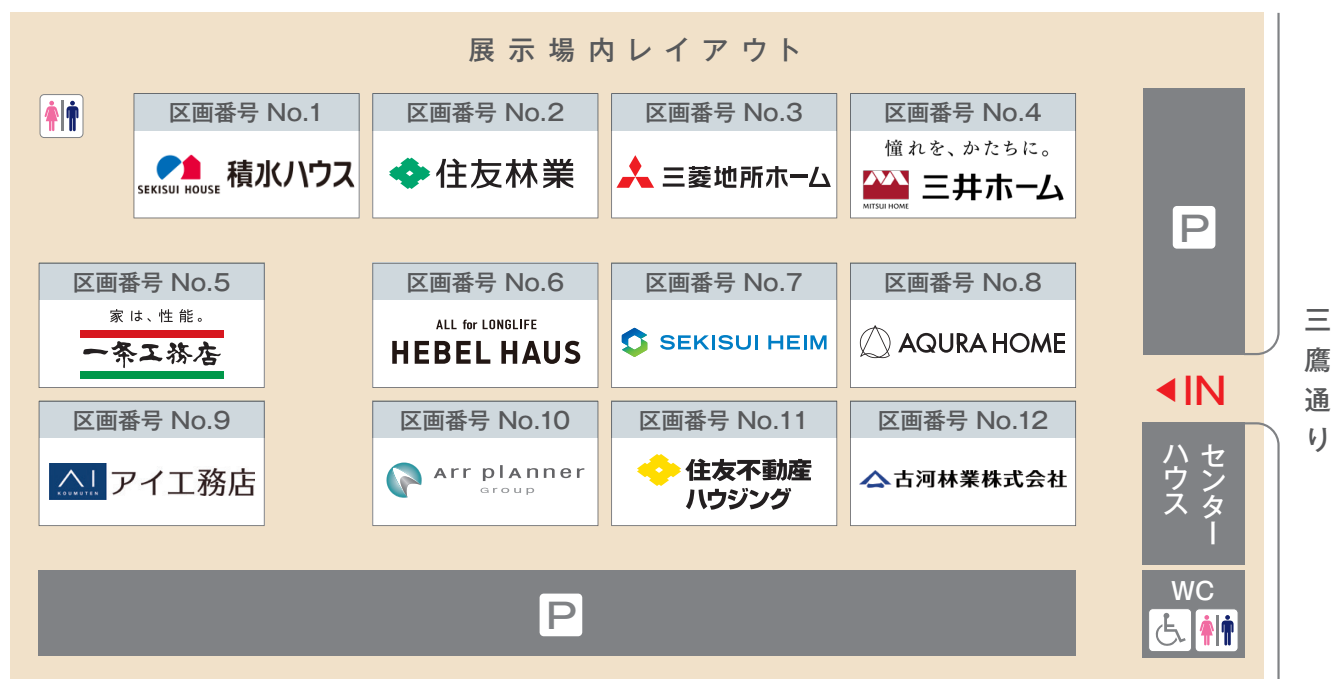 展示場内レイアウト
区画番号 No.1
SEKISUI HOUSE 積水ハウス
区画番号 No.2
住友林業
区画番号 No.3
三菱地所ホーム
区画番号 No.4
憧れを、かたちに。
MITSUI HOME 三井ホーム
P
区画番号 No.5
家は、性能。
一条工務店
区画番号 No.6
ALL for LONGLIFE
HEBEL HAUS
区画番号 No.7
SEKISUI HEIM
区画番号 No.8
AQURA HOME
IN
三鷹通り
区画番号 No.9
AI KOUMUTEN アイ工務店
区画番号 No.10
Arr plAnner
GROUP
区画番号 No.11
住友不動産
ハウジング
区画番号 No.12
古河林業株式会社
センター
ハウス
P
WC